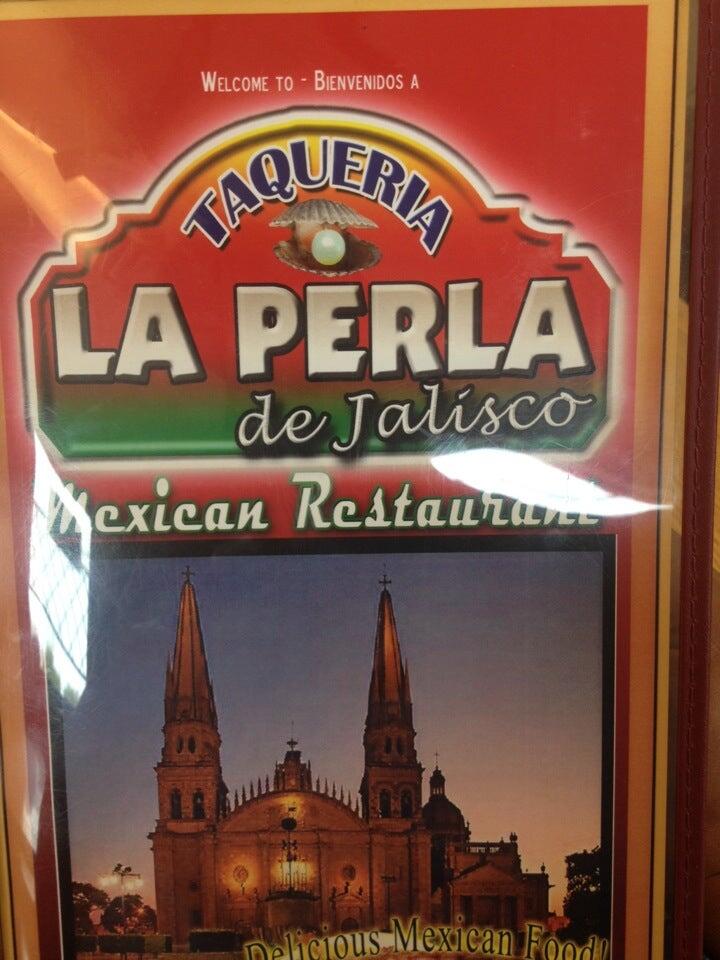 WELCOME TO - BIENVENIDOS A
TAQUERIA
LA PERLA
de Jalisco
Mexican Restaurant
Delicious Mexican Food!